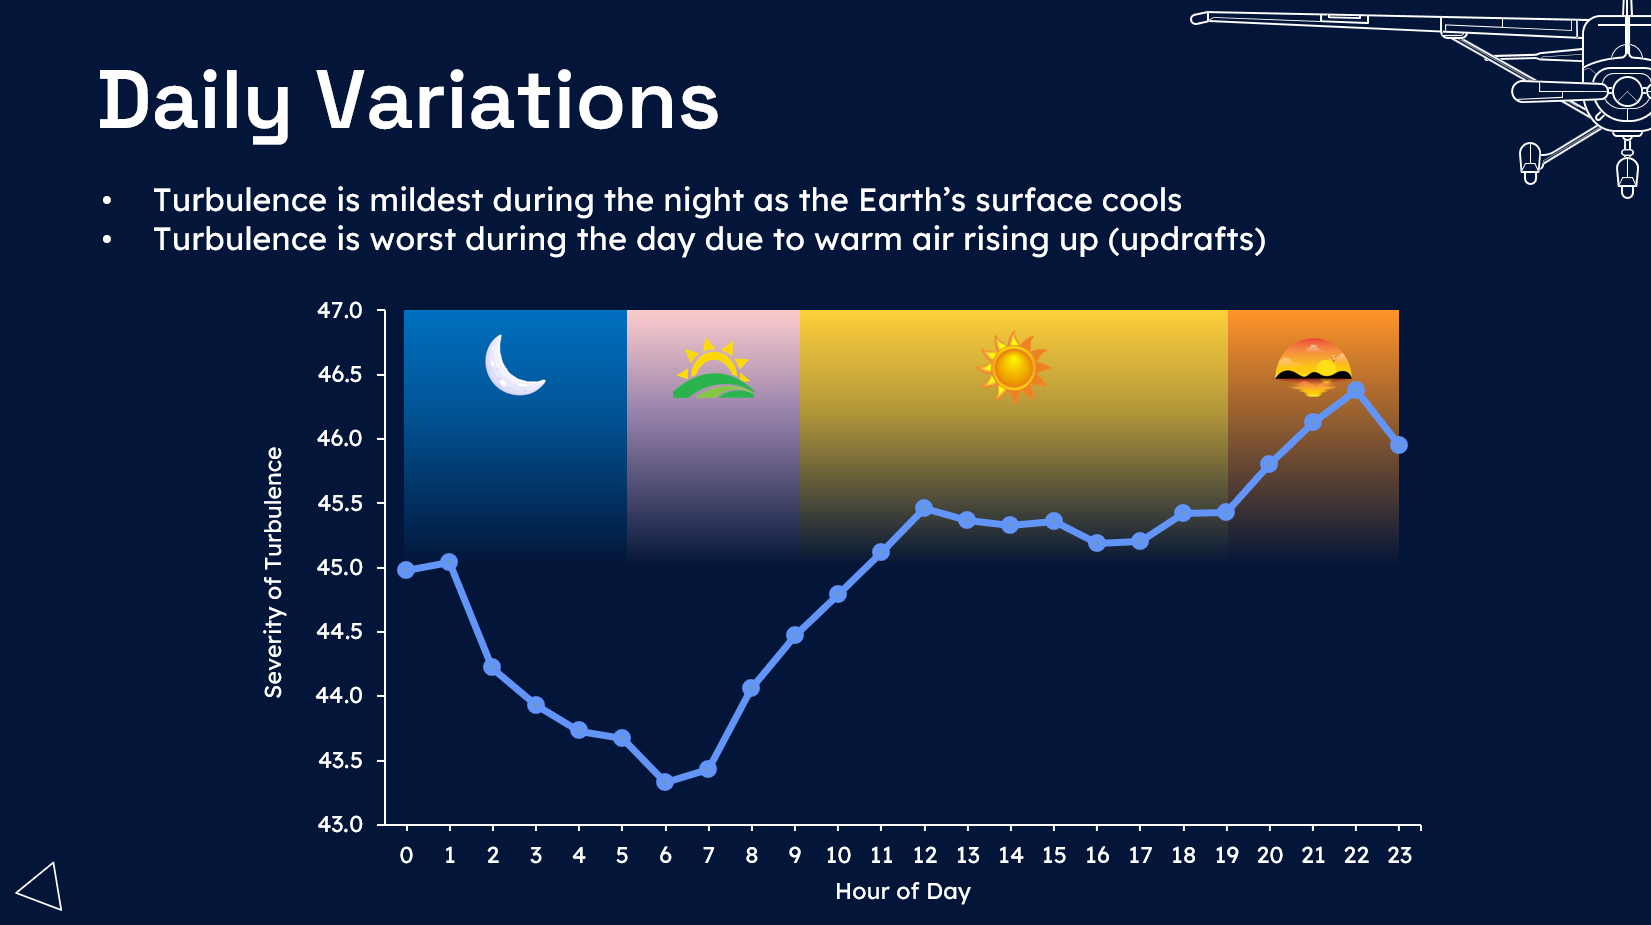 Daily Variations
• Turbulence is mildest during the night as the Earth’s surface cools
• Turbulence is worst during the day due to warm air rising up (updrafts)
47.0
46.5
46.0
45.5
45.0
44.5
44.0
43.5
43.0
Severity of Turbulence
0 1 2 3 4 5 6 7 8 9 10 11 12 13 14 15 16 17 18 19 20 21 22 23
Hour of Day